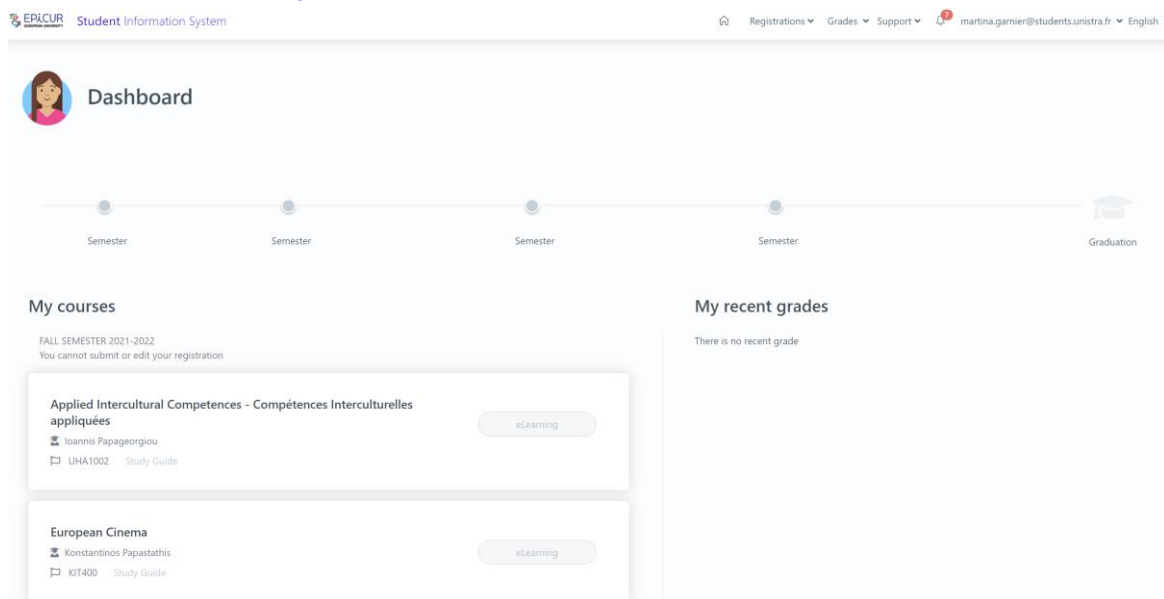 EPICUR
EUROPEAN UNIVERSITY
Student Information System
Registrations
Grades
Support
7
martina.garnier@students.unistra.fr
English
Dashboard
Semester
Semester
Semester
Semester
Graduation
My courses
FALL SEMESTER 2021-2022
You cannot submit or edit your registration
Applied Intercultural Competences - Compétences Interculturelles
appliquées
Ioannis Papageorgiou
UHA1002 Study Guide
eLearning
European Cinema
Konstantinos Papastathis
KIT400 Study Guide
eLearning
My recent grades
There is no recent grade